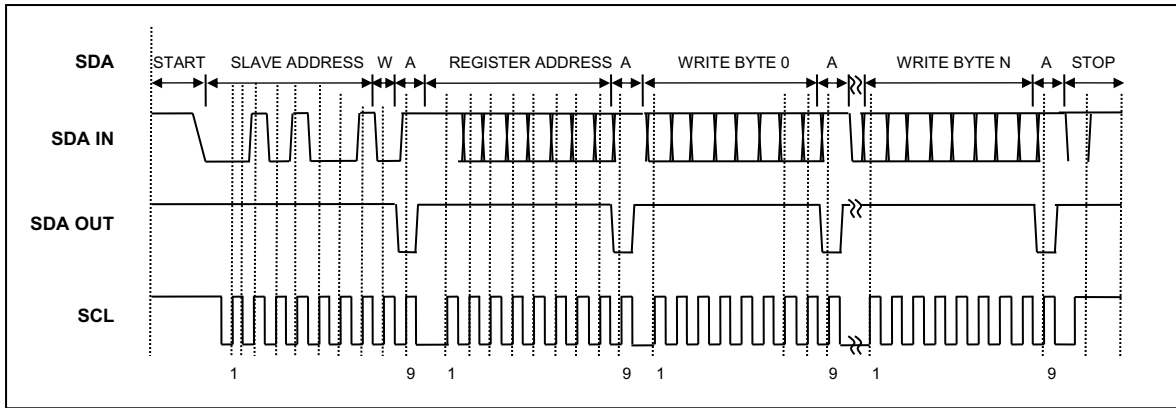 SDA
START SLAVE ADDRESS W A REGISTER ADDRESS A WRITE BYTE 0 A WRITE BYTE N A STOP
SDA IN
SDA OUT
SCL
1 9 1 9 1 9 1 9